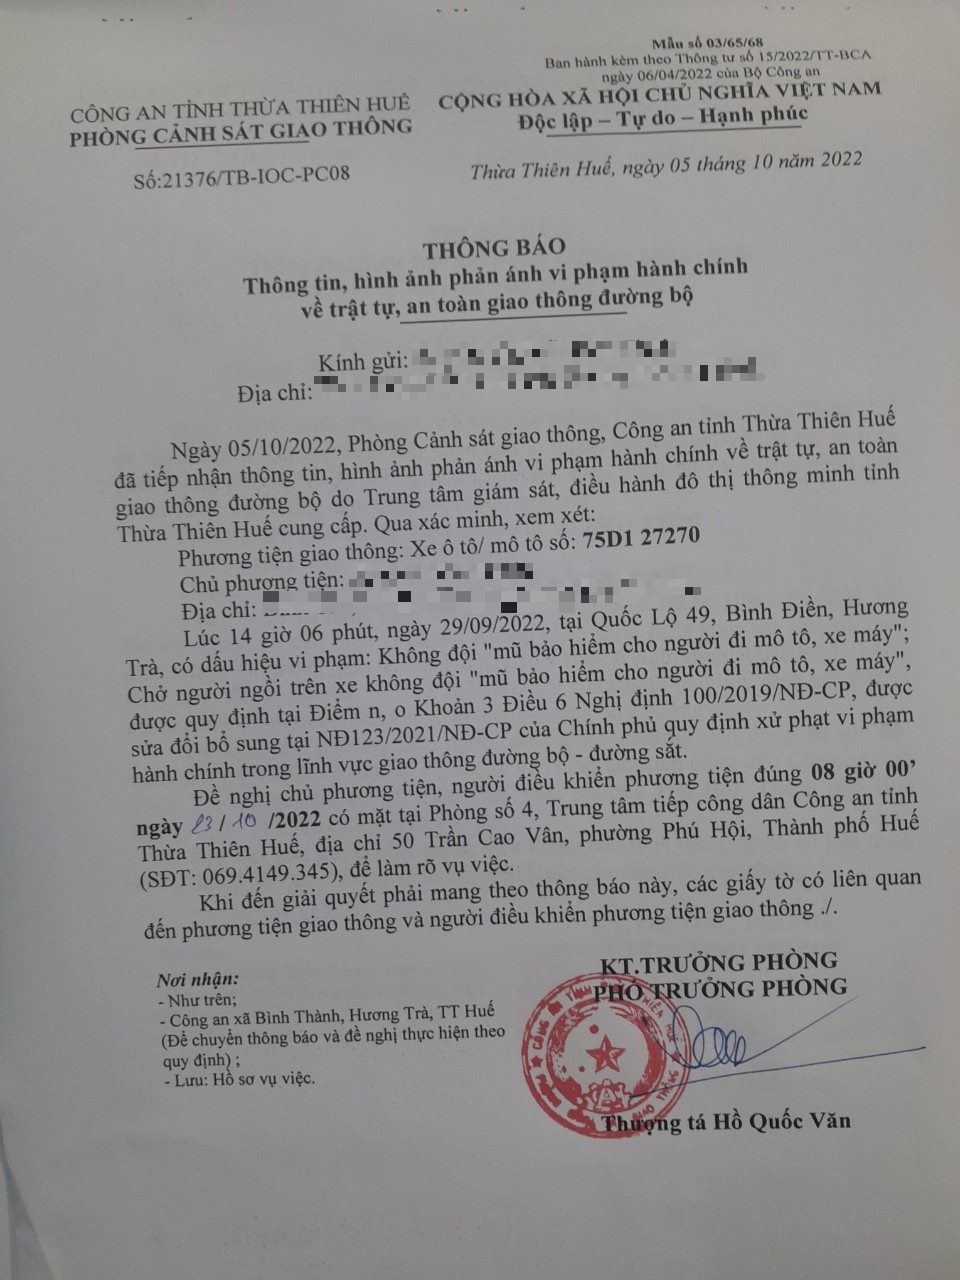 Mẫu số 03/65/68
Ban hành kèm theo Thông tư số 15/2022/TT-BCA
ngày 06/04/2022 của Bộ Công an
CÔNG AN TỈNH THỪA THIÊN HUẾ
PHÒNG CẢNH SÁT GIAO THÔNG
CỘNG HÒA XÃ HỘI CHỦ NGHĨA VIỆT NAM
Độc lập – Tự do – Hạnh phúc
Số:21376/TB-IOC-PC08
Thừa Thiên Huế, ngày 05 tháng 10 năm 2022
THÔNG BÁO
Thông tin, hình ảnh phản ánh vi phạm hành chính
về trật tự, an toàn giao thông đường bộ
Kính gửi:
Địa chỉ:
Ngày 05/10/2022, Phòng Cảnh sát giao thông, Công an tỉnh Thừa Thiên Huế
đã tiếp nhận thông tin, hình ảnh phản ánh vi phạm hành chính về trật tự, an toàn
giao thông đường bộ do Trung tâm giám sát, điều hành đô thị thông minh tỉnh
Thừa Thiên Huế cung cấp. Qua xác minh, xem xét:
Phương tiện giao thông: Xe ô tô/ mô tô số: 75D1 27270
Chủ phương tiện:
Địa chỉ:
Lúc 14 giờ 06 phút, ngày 29/09/2022, tại Quốc Lộ 49, Bình Điền, Hương
Trà, có dấu hiệu vi phạm: Không đội "mũ bảo hiểm cho người đi mô tô, xe máy";
Chở người ngồi trên xe không đội "mũ bảo hiểm cho người đi mô tô, xe máy",
được quy định tại Điểm n, o Khoản 3 Điều 6 Nghị định 100/2019/NĐ-CP, được
sửa đổi bổ sung tại NĐ123/2021/NĐ-CP của Chính phủ quy định xử phạt vi phạm
hành chính trong lĩnh vực giao thông đường bộ - đường sắt.
Đề nghị chủ phương tiện, người điều khiển phương tiện đúng 08 giờ 00’
ngày 23/10/2022 có mặt tại Phòng số 4, Trung tâm tiếp công dân Công an tỉnh
Thừa Thiên Huế, địa chỉ 50 Trần Cao Vân, phường Phú Hội, Thành phố Huế
(SĐT: 069.4149.345), để làm rõ vụ việc.
Khi đến giải quyết phải mang theo thông báo này, các giấy tờ có liên quan
đến phương tiện giao thông và người điều khiển phương tiện giao thông ./.
Nơi nhận:
- Như trên;
- Công an xã Bình Thành, Hương Trà, TT Huế
(Để chuyển thông báo và đề nghị thực hiện theo
quy định) ;
- Lưu: Hồ sơ vụ việc.
KT.TRƯỞNG PHÒNG
PHÓ TRƯỞNG PHÒNG
Thượng tá Hồ Quốc Văn